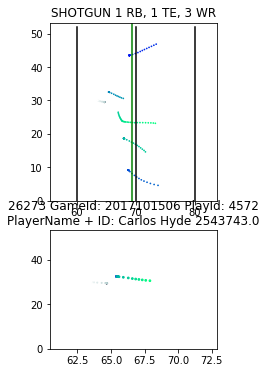 SHOTGUN 1 RB, 1 TE, 3 WR
50
40
30
20
10
0
60 70 80
26273 GameId: 2017101506 PlayId: 4572
PlayerName + ID: Carlos Hyde 2543743.0
40
20
0
62.5 65.0 67.5 70.0 72.5